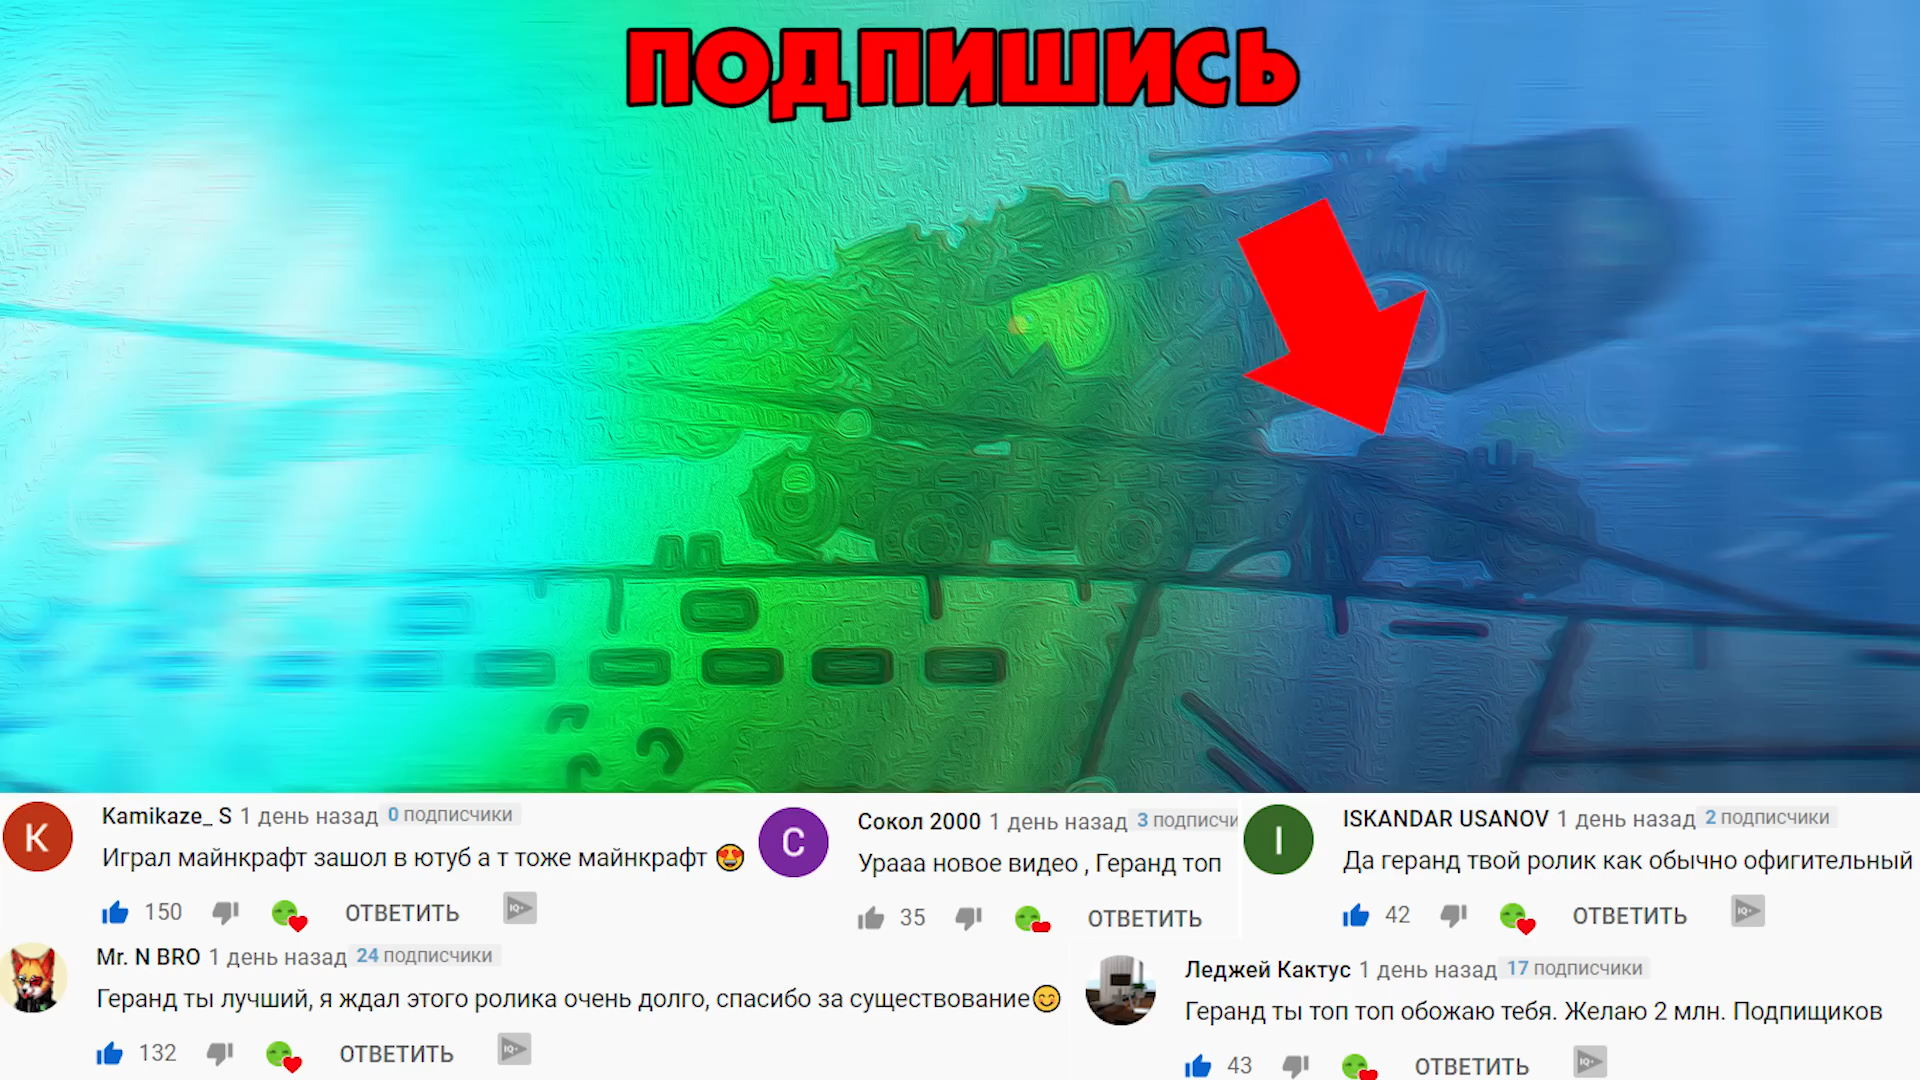 ПОДПИШИСЬ
Kamikaze_ S 1 день назад 0 подписчики
Играл майнкрафт зашол в ютуб а т тоже майнкрафт
150 ОТВЕТИТЬ IQ+
Сокол 2000 1 день назад 3 подписчи
Урааа новое видео , Геранд топ
35 ОТВЕТИТЬ
ISKANDAR USANOV 1 день назад 2 подписчики
Да геранд твой ролик как обычно офигительный
42 ОТВЕТИТЬ IQ+
Mr. N BRO 1 день назад 24 подписчики
Геранд ты лучший, я ждал этого ролика очень долго, спасибо за существование
132 ОТВЕТИТЬ IQ+
Леджей Кактус 1 день назад 17 подписчики
Геранд ты топ топ обожаю тебя. Желаю 2 млн. Подпищиков
43 ОТВЕТИТЬ IQ+